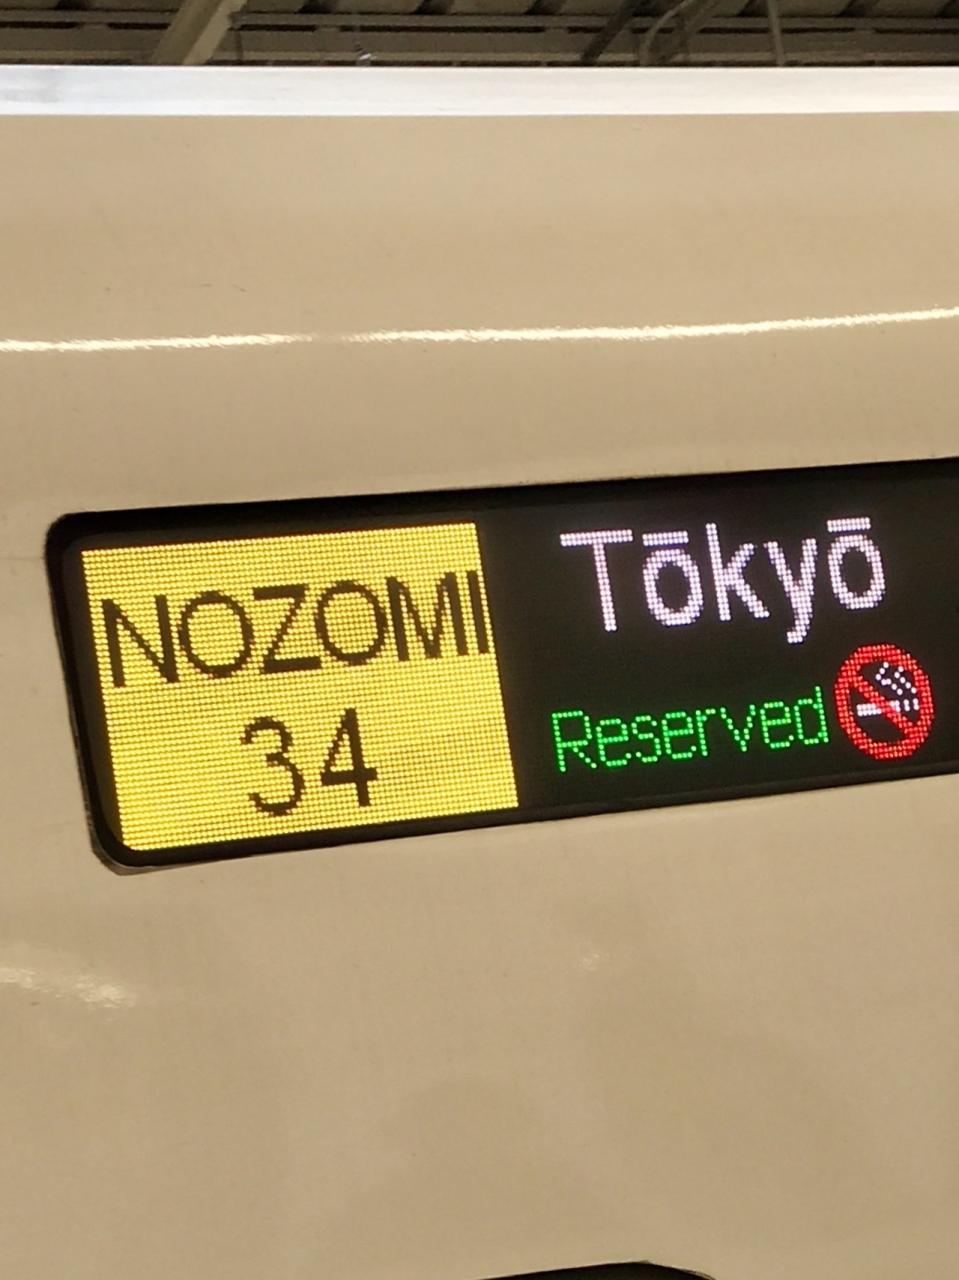 NOZOMI
34
Tōkyō
Reserved